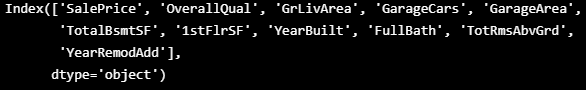 Index(['SalePrice', 'OverallQual', 'GrLivArea', 'GarageCars', 'GarageArea',
'TotalBsmtSF', '1stFlrSF', 'YearBuilt', 'FullBath', 'TotRmsAbvGrd',
'YearRemodAdd'],
dtype='object')